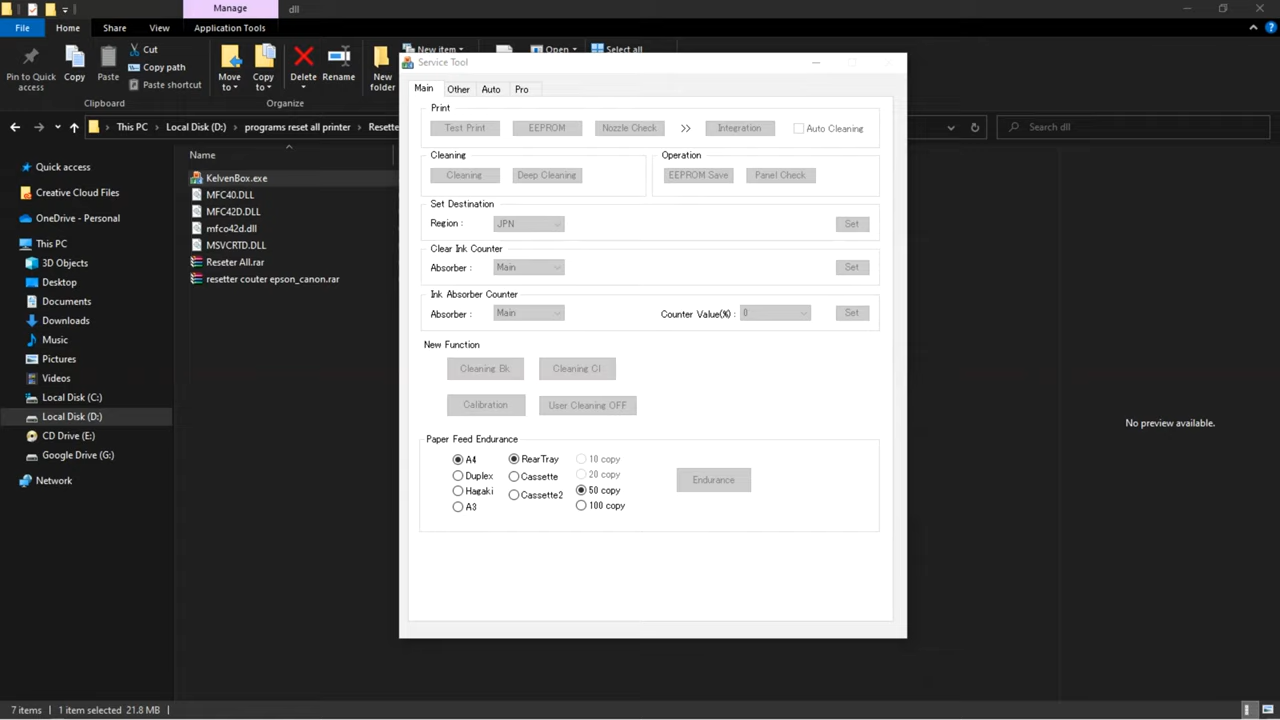 Manage
dll
File
Home
Share
View
Application Tools
Pin to Quick access
Copy
Paste
Cut
Copy path
Paste shortcut
Clipboard
Move to
Copy to
Delete
Rename
Organize
New folder
New item
Open
Select all
This PC
Local Disk (D:)
programs reset all printer
Resette
Search dll
Quick access
Creative Cloud Files
OneDrive - Personal
This PC
3D Objects
Desktop
Documents
Downloads
Music
Pictures
Videos
Local Disk (C:)
Local Disk (D:)
CD Drive (E:)
Google Drive (G:)
Network
Name
KelvenBox.exe
MFC40.DLL
MFC42D.DLL
mfco42d.dll
MSVCRTD.DLL
Reseter All.rar
resetter couter epson_canon.rar
Service Tool
Main
Other
Auto
Pro
Print
Test Print
EEPROM
Nozzle Check
>>
Integration
Auto Cleaning
Cleaning
Cleaning
Deep Cleaning
Operation
EEPROM Save
Panel Check
Set Destination
Region :
JPN
Set
Clear Ink Counter
Absorber :
Main
Set
Ink Absorber Counter
Absorber :
Main
Counter Value(%) :
0
Set
New Function
Cleaning Bk
Cleaning Cl
Calibration
User Cleaning OFF
Paper Feed Endurance
A4
Duplex
Hagaki
A3
RearTray
Cassette
Cassette2
10 copy
20 copy
50 copy
100 copy
Endurance
No preview available.
7 items
1 item selected 21.8 MB